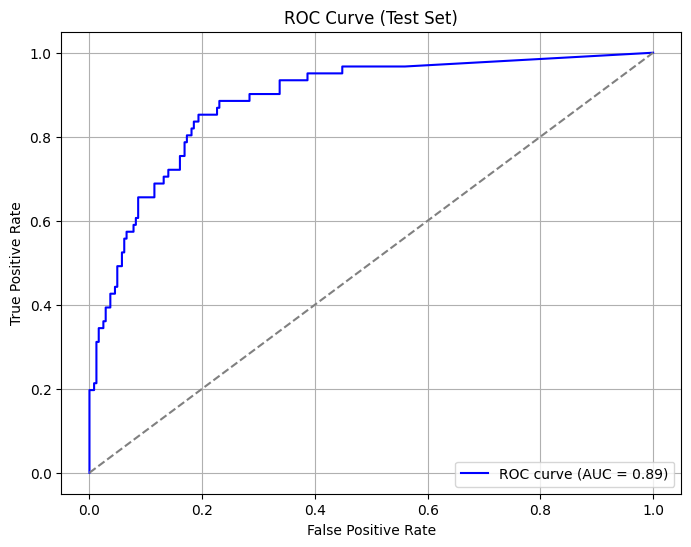 ROC Curve (Test Set)
1.0
0.8
0.6
0.4
0.2
0.0
True Positive Rate
ROC curve (AUC = 0.89)
0.0 0.2 0.4 0.6 0.8 1.0
False Positive Rate